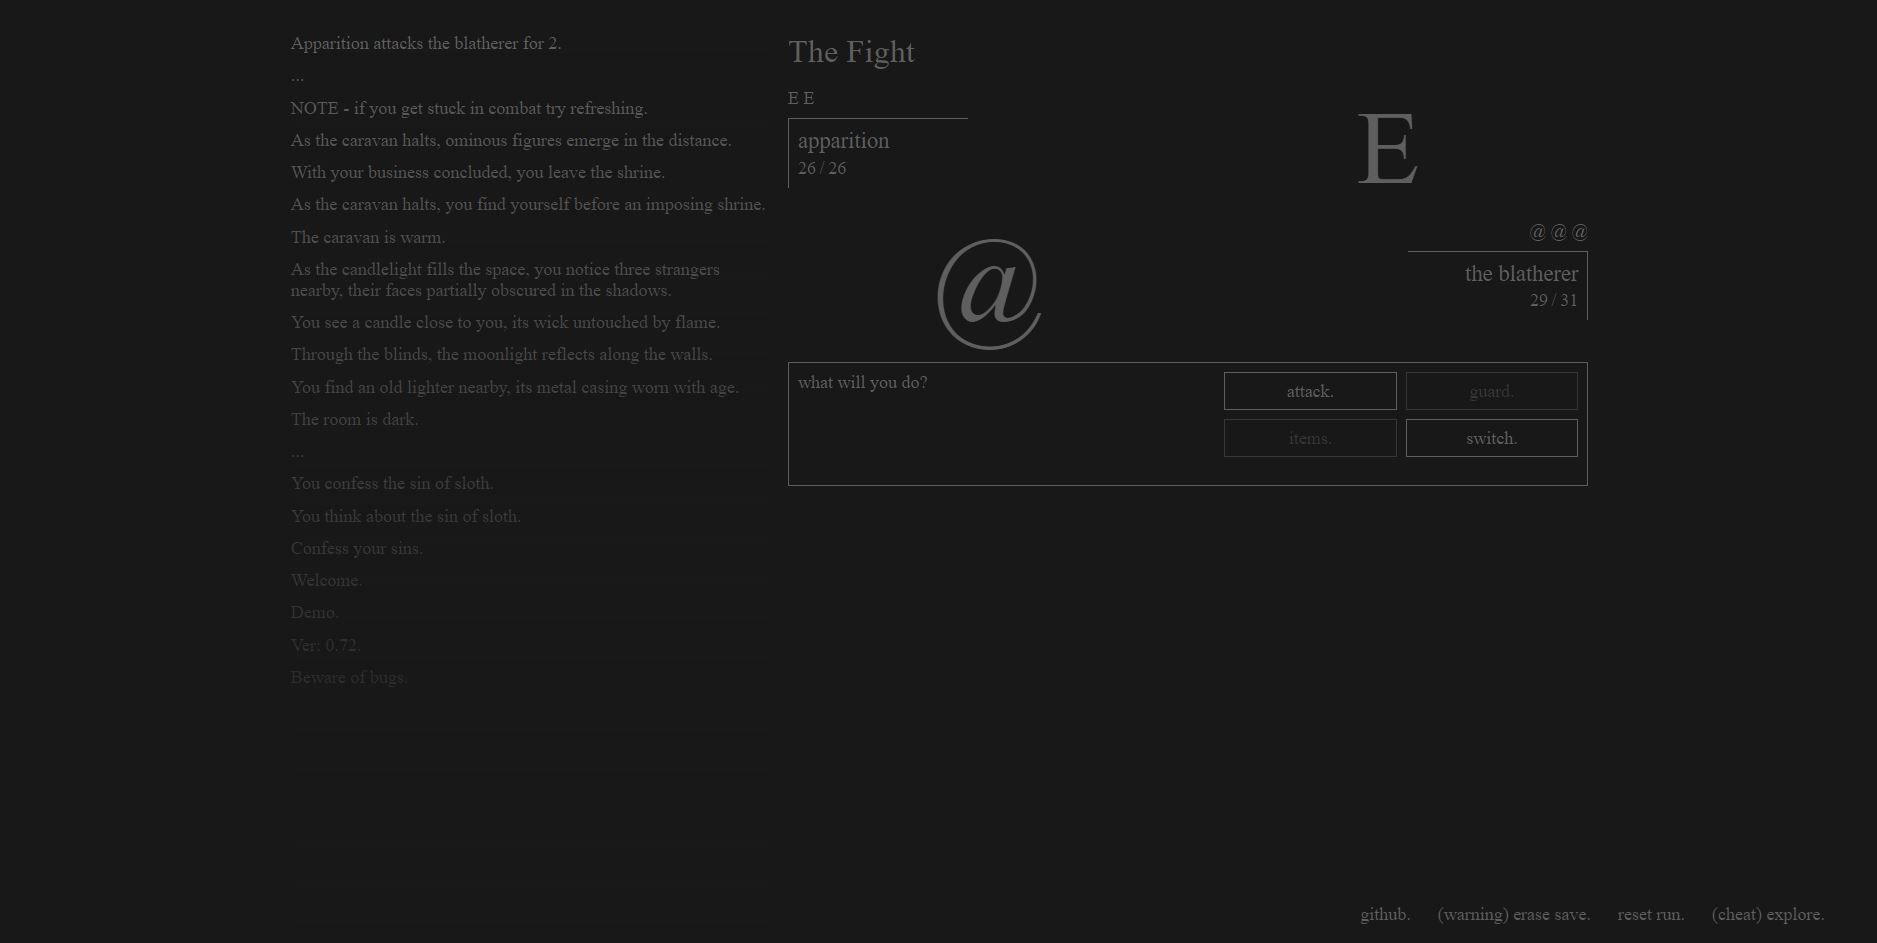 Apparition attacks the blatherer for 2.
...
NOTE - if you get stuck in combat try refreshing.
As the caravan halts, ominous figures emerge in the distance.
With your business concluded, you leave the shrine.
As the caravan halts, you find yourself before an imposing shrine.
The caravan is warm.
As the candlelight fills the space, you notice three strangers
nearby, their faces partially obscured in the shadows.
You see a candle close to you, its wick untouched by flame.
Through the blinds, the moonlight reflects along the walls.
You find an old lighter nearby, its metal casing worn with age.
The room is dark.
...
You confess the sin of sloth.
You think about the sin of sloth.
Confess your sins.
Welcome.
Demo.
Ver: 0.72.
Beware of bugs.
The Fight
E E
apparition
26 / 26
E
@ @ @
the blatherer
29 / 31
@
what will you do?
attack.
guard.
items.
switch.
github.
(warning) erase save.
reset run.
(cheat) explore.